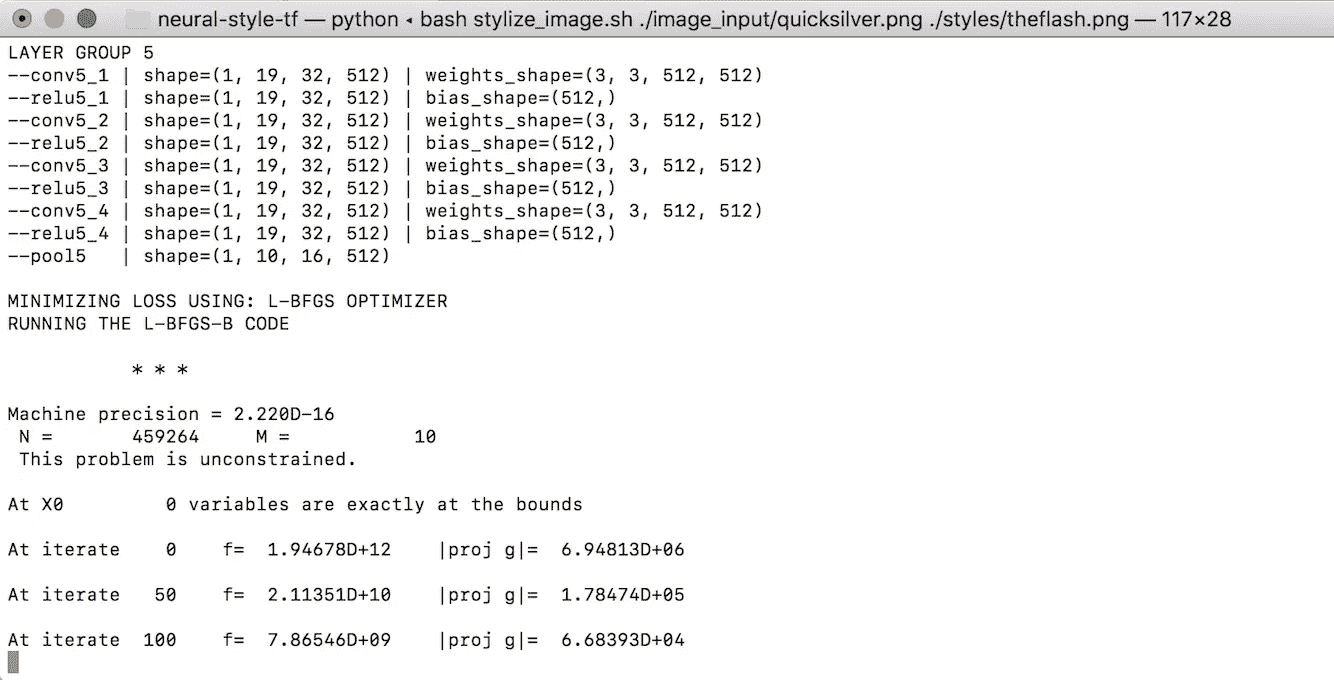 neural-style-tf — python ◂ bash stylize_image.sh ./image_input/quicksilver.png ./styles/theflash.png — 117×28
LAYER GROUP 5
--conv5_1 | shape=(1, 19, 32, 512) | weights_shape=(3, 3, 512, 512)
--relu5_1 | shape=(1, 19, 32, 512) | bias_shape=(512,)
--conv5_2 | shape=(1, 19, 32, 512) | weights_shape=(3, 3, 512, 512)
--relu5_2 | shape=(1, 19, 32, 512) | bias_shape=(512,)
--conv5_3 | shape=(1, 19, 32, 512) | weights_shape=(3, 3, 512, 512)
--relu5_3 | shape=(1, 19, 32, 512) | bias_shape=(512,)
--conv5_4 | shape=(1, 19, 32, 512) | weights_shape=(3, 3, 512, 512)
--relu5_4 | shape=(1, 19, 32, 512) | bias_shape=(512,)
--pool5   | shape=(1, 10, 16, 512)
MINIMIZING LOSS USING: L-BFGS OPTIMIZER
RUNNING THE L-BFGS-B CODE
* * *
Machine precision = 2.220D-16
N =       459264     M =           10
This problem is unconstrained.
At X0         0 variables are exactly at the bounds
At iterate    0    f=  1.94678D+12    |proj g|=  6.94813D+06
At iterate   50    f=  2.11351D+10    |proj g|=  1.78474D+05
At iterate  100    f=  7.86546D+09    |proj g|=  6.68393D+04